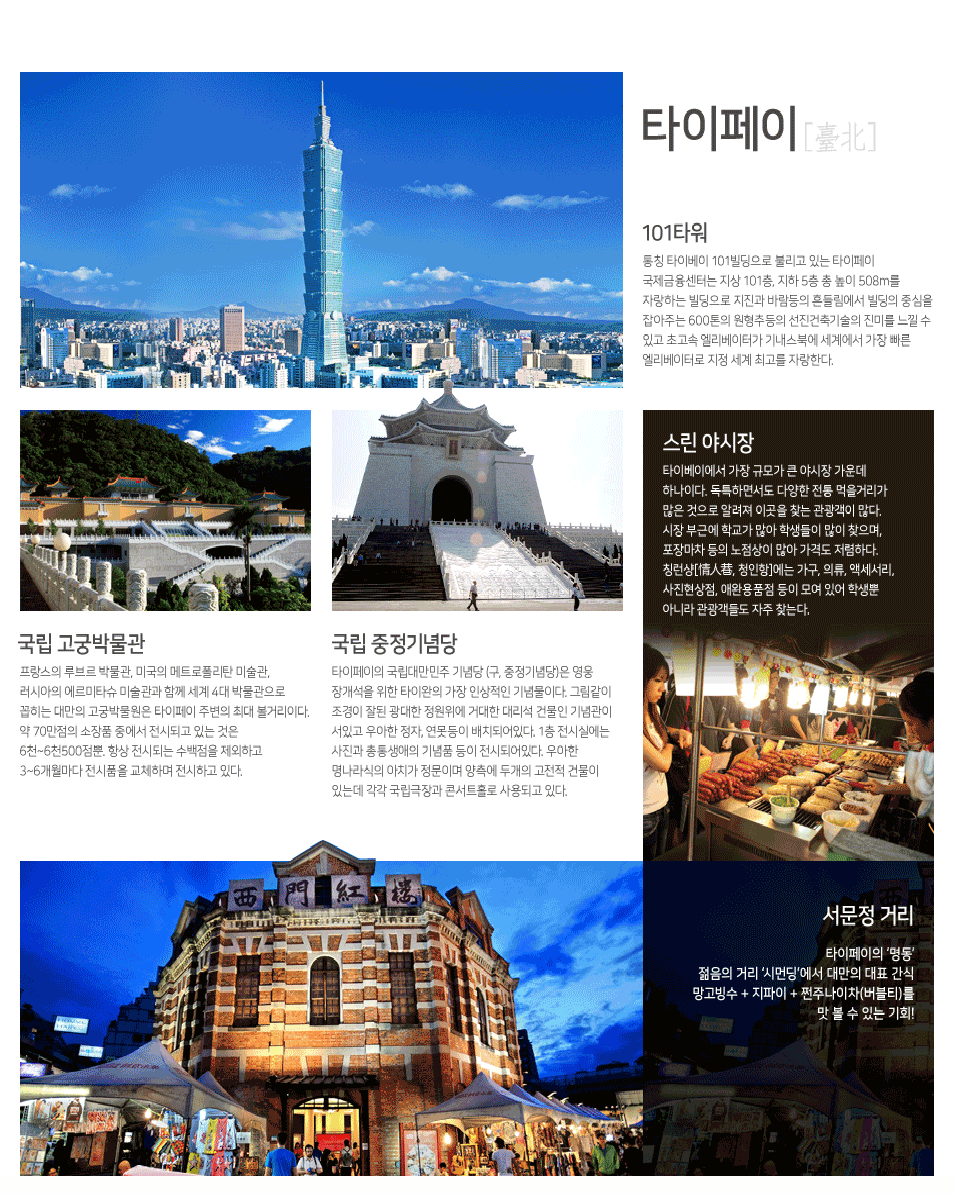 타이페이[臺北]
101타워
통칭 타이베이 101빌딩으로 불리고 있는 타이페이
국제금융센터는 지상 101층, 지하 5층 총 높이 508m를
자랑하는 빌딩으로 지진과 바람등의 흔들림에서 빌딩의 중심을
잡아주는 600톤의 원형추등의 선진건축기술의 진미를 느낄 수
있고 초고속 엘리베이터가 기내스북에 세계에서 가장 빠른
엘리베이터로 지정 세계 최고를 자랑한다.
국립 고궁박물관
프랑스의 루브르 박물관, 미국의 메트로폴리탄 미술관,
러시아의 에르미타슈 미술관과 함께 세계 4대 박물관으로
꼽히는 대만의 고궁박물원은 타이페이 주변의 최대 볼거리이다.
약 70만점의 소장품 중에서 전시되고 있는 것은
6천~6천500점뿐. 항상 전시되는 수백점을 제외하고
3~6개월마다 전시품을 교체하며 전시하고 있다.
국립 중정기념당
타이페이의 국립대만민주 기념당 (구, 중정기념당)은 영웅
장개석을 위한 타이완의 가장 인상적인 기념물이다. 그림같이
조경이 잘된 광대한 정원위에 거대한 대리석 건물인 기념관이
서있고 우아한 정자, 연못등이 배치되어있다. 1층 전시실에는
사진과 총통생애의 기념품 등이 전시되어있다. 우아한
명나라식의 아치가 정문이며 양측에 두개의 고전적 건물이
있는데 각각 국립극장과 콘서트홀로 사용되고 있다.
스린 야시장
타이베이에서 가장 규모가 큰 야시장 가운데
하나이다. 독특하면서도 다양한 전통 먹을거리가
많은 것으로 알려져 이곳을 찾는 관광객이 많다.
시장 부근에 학교가 많아 학생들이 많이 찾으며,
포장마차 등의 노점상이 많아 가격도 저렴하다.
칭런샹[情人巷, 청인항]에는 가구, 의류, 액세서리,
사진현상점, 애완용품점 등이 모여 있어 학생뿐
아니라 관광객들도 자주 찾는다.
西門紅楼
서문정 거리
타이페이의 '명동'
젊음의 거리 '시먼딩'에서 대만의 대표 간식
망고빙수 + 지파이 + 쩐주나이차(버블티)를
맛 볼 수 있는 기회!